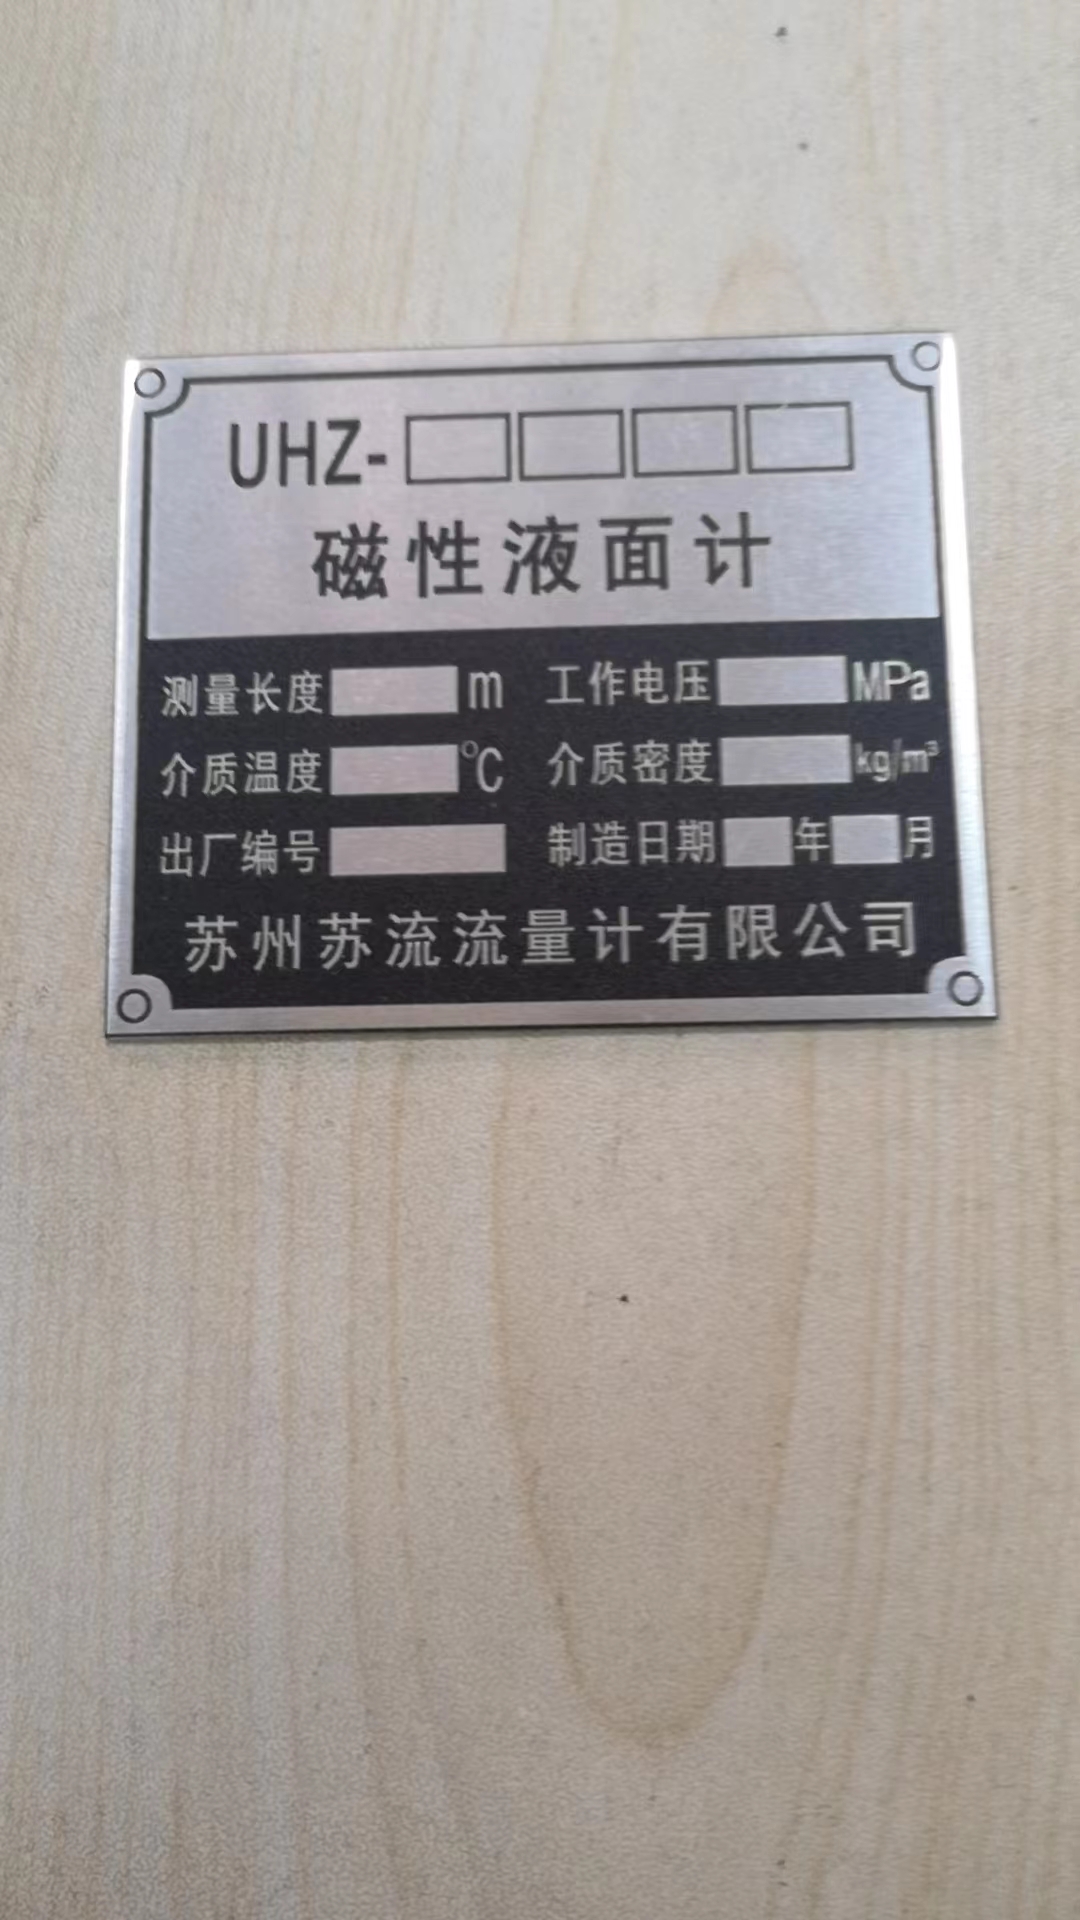 UHZ-
磁性液面计
测量长度 m 工作电压 MPa
介质温度 °C 介质密度 kg/m³
出厂编号 制造日期 年 月
苏州苏流流量计有限公司